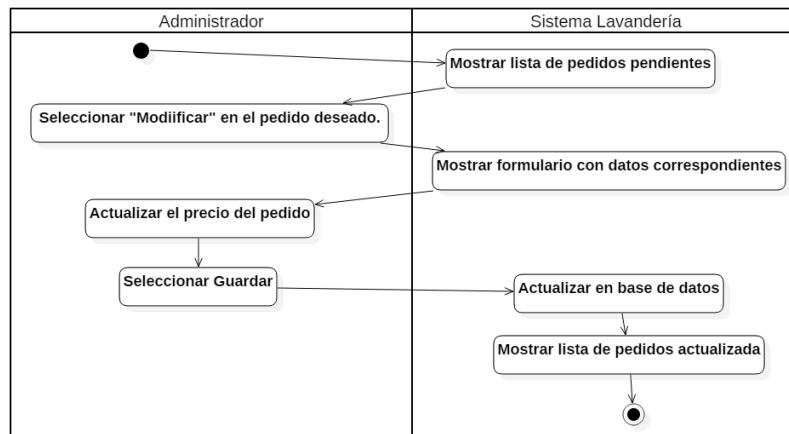 Administrador
Sistema Lavandería
Mostrar lista de pedidos pendientes
Seleccionar "Modiificar" en el pedido deseado.
Mostrar formulario con datos correspondientes
Actualizar el precio del pedido
Seleccionar Guardar
Actualizar en base de datos
Mostrar lista de pedidos actualizada